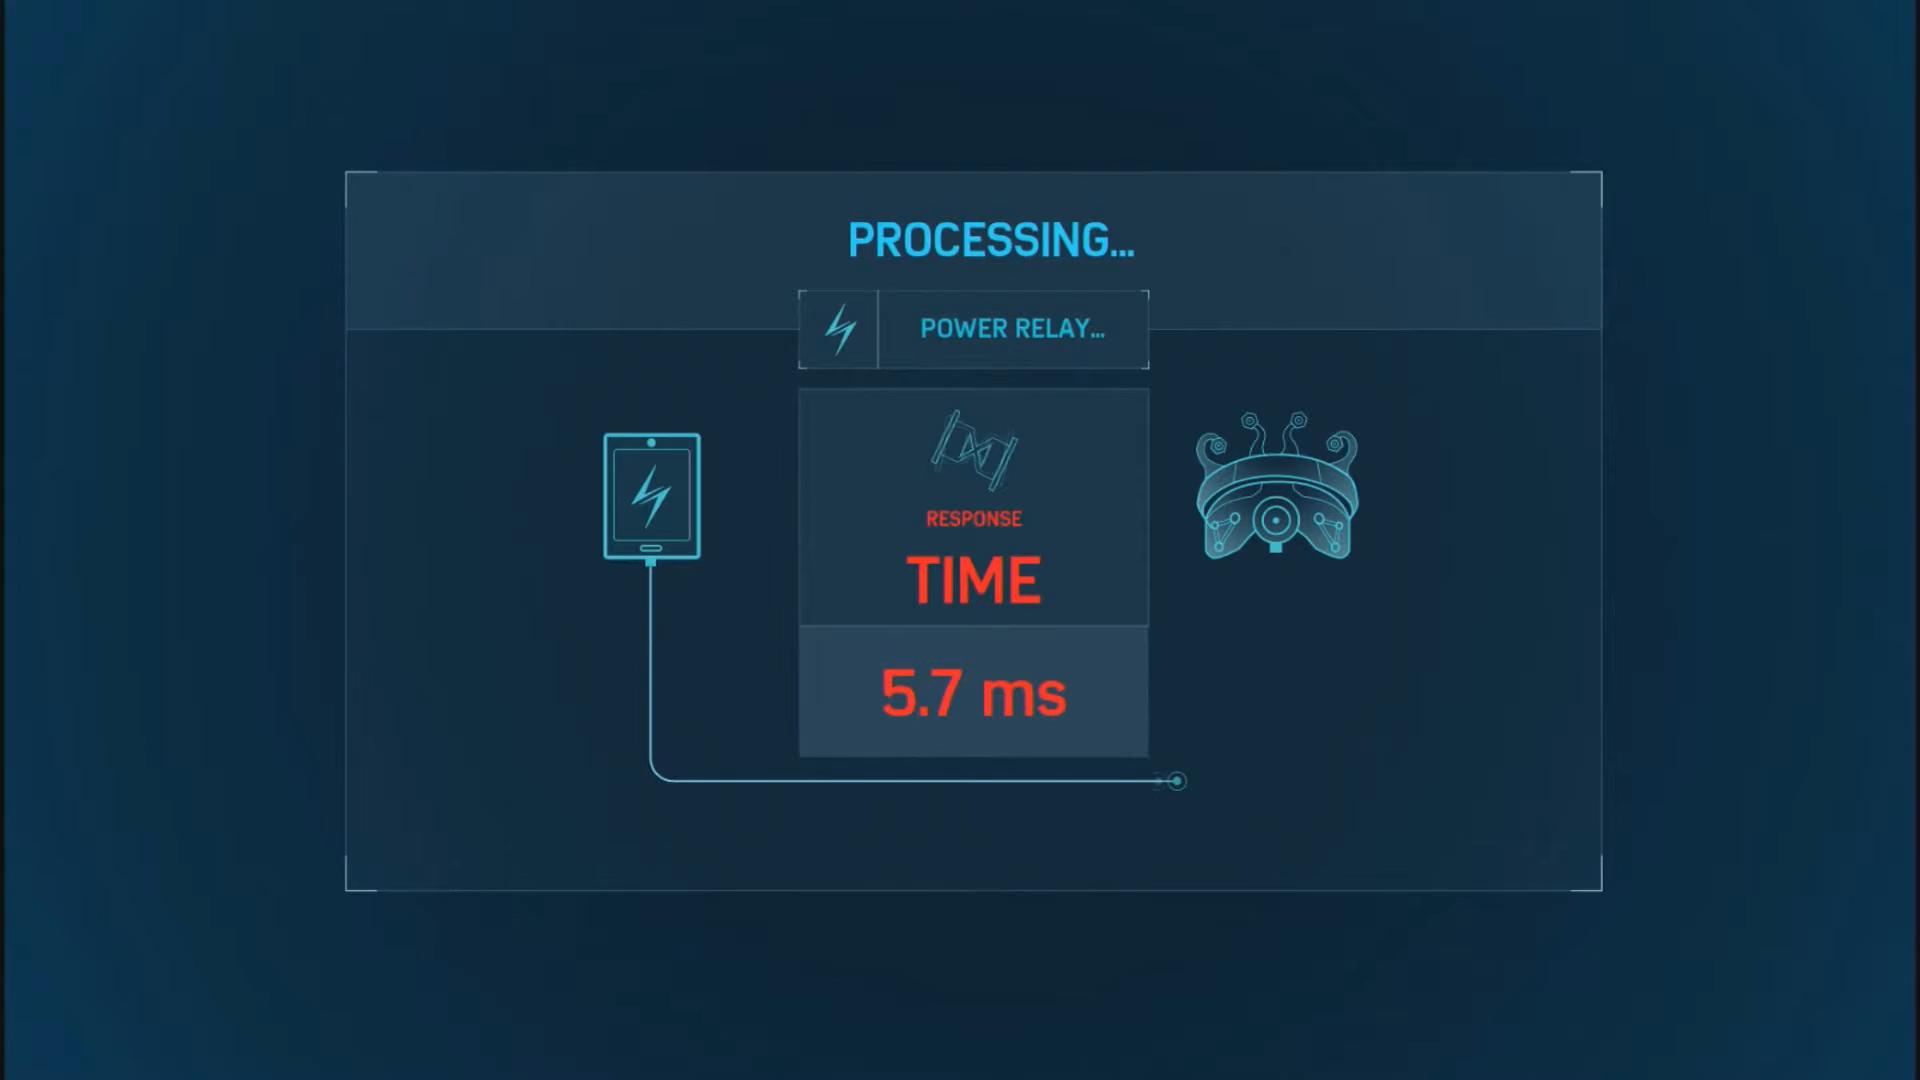 PROCESSING...
POWER RELAY...
RESPONSE
TIME
5.7 ms